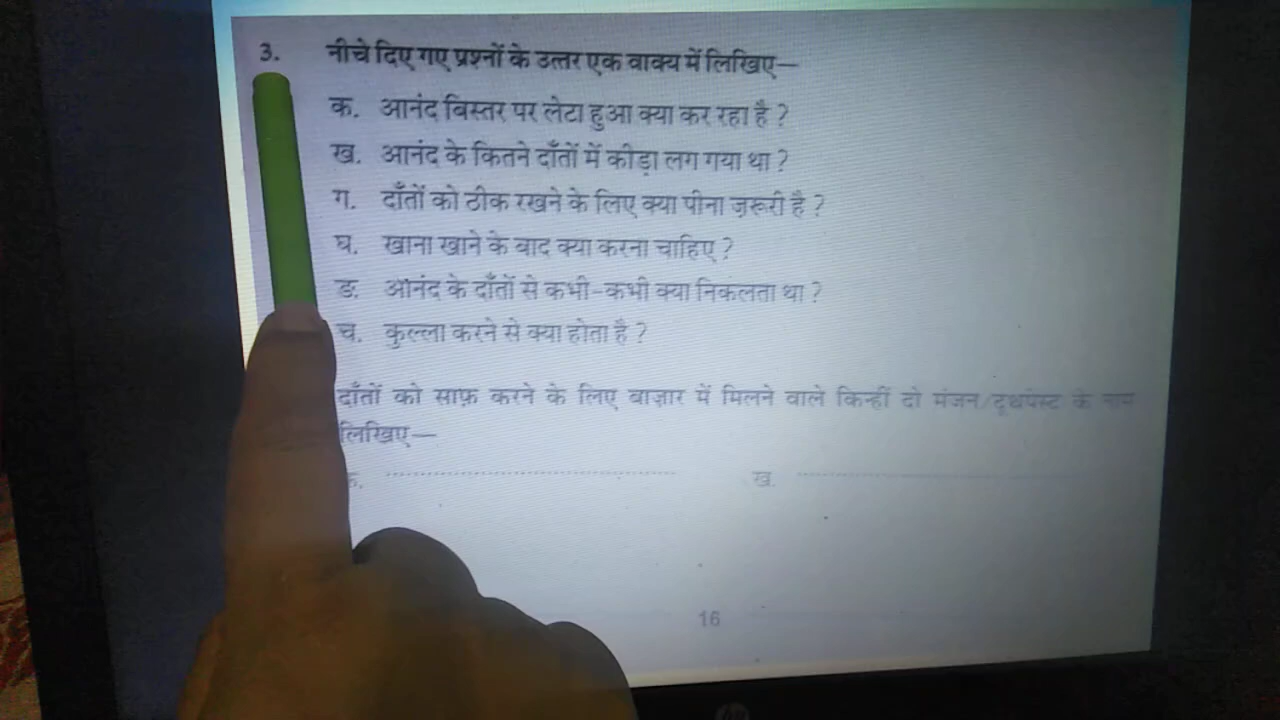 3. नीचे दिए गए प्रश्नों के उत्तर एक वाक्य में लिखिए—
क. आनंद बिस्तर पर लेटा हुआ क्या कर रहा है ?
ख. आनंद के कितने दाँतों में कीड़ा लग गया था ?
ग. दाँतों को ठीक रखने के लिए क्या पीना ज़रूरी है ?
घ. खाना खाने के बाद क्या करना चाहिए ?
ङ. आनंद के दाँतों से कभी-कभी क्या निकलता था ?
च. कुल्ला करने से क्या होता है ?
दाँतों को साफ़ करने के लिए बाज़ार में मिलने वाले किन्हीं दो मंजन/टूथपेस्ट के नाम
लिखिए—
क. ........................ ख. ........................
16